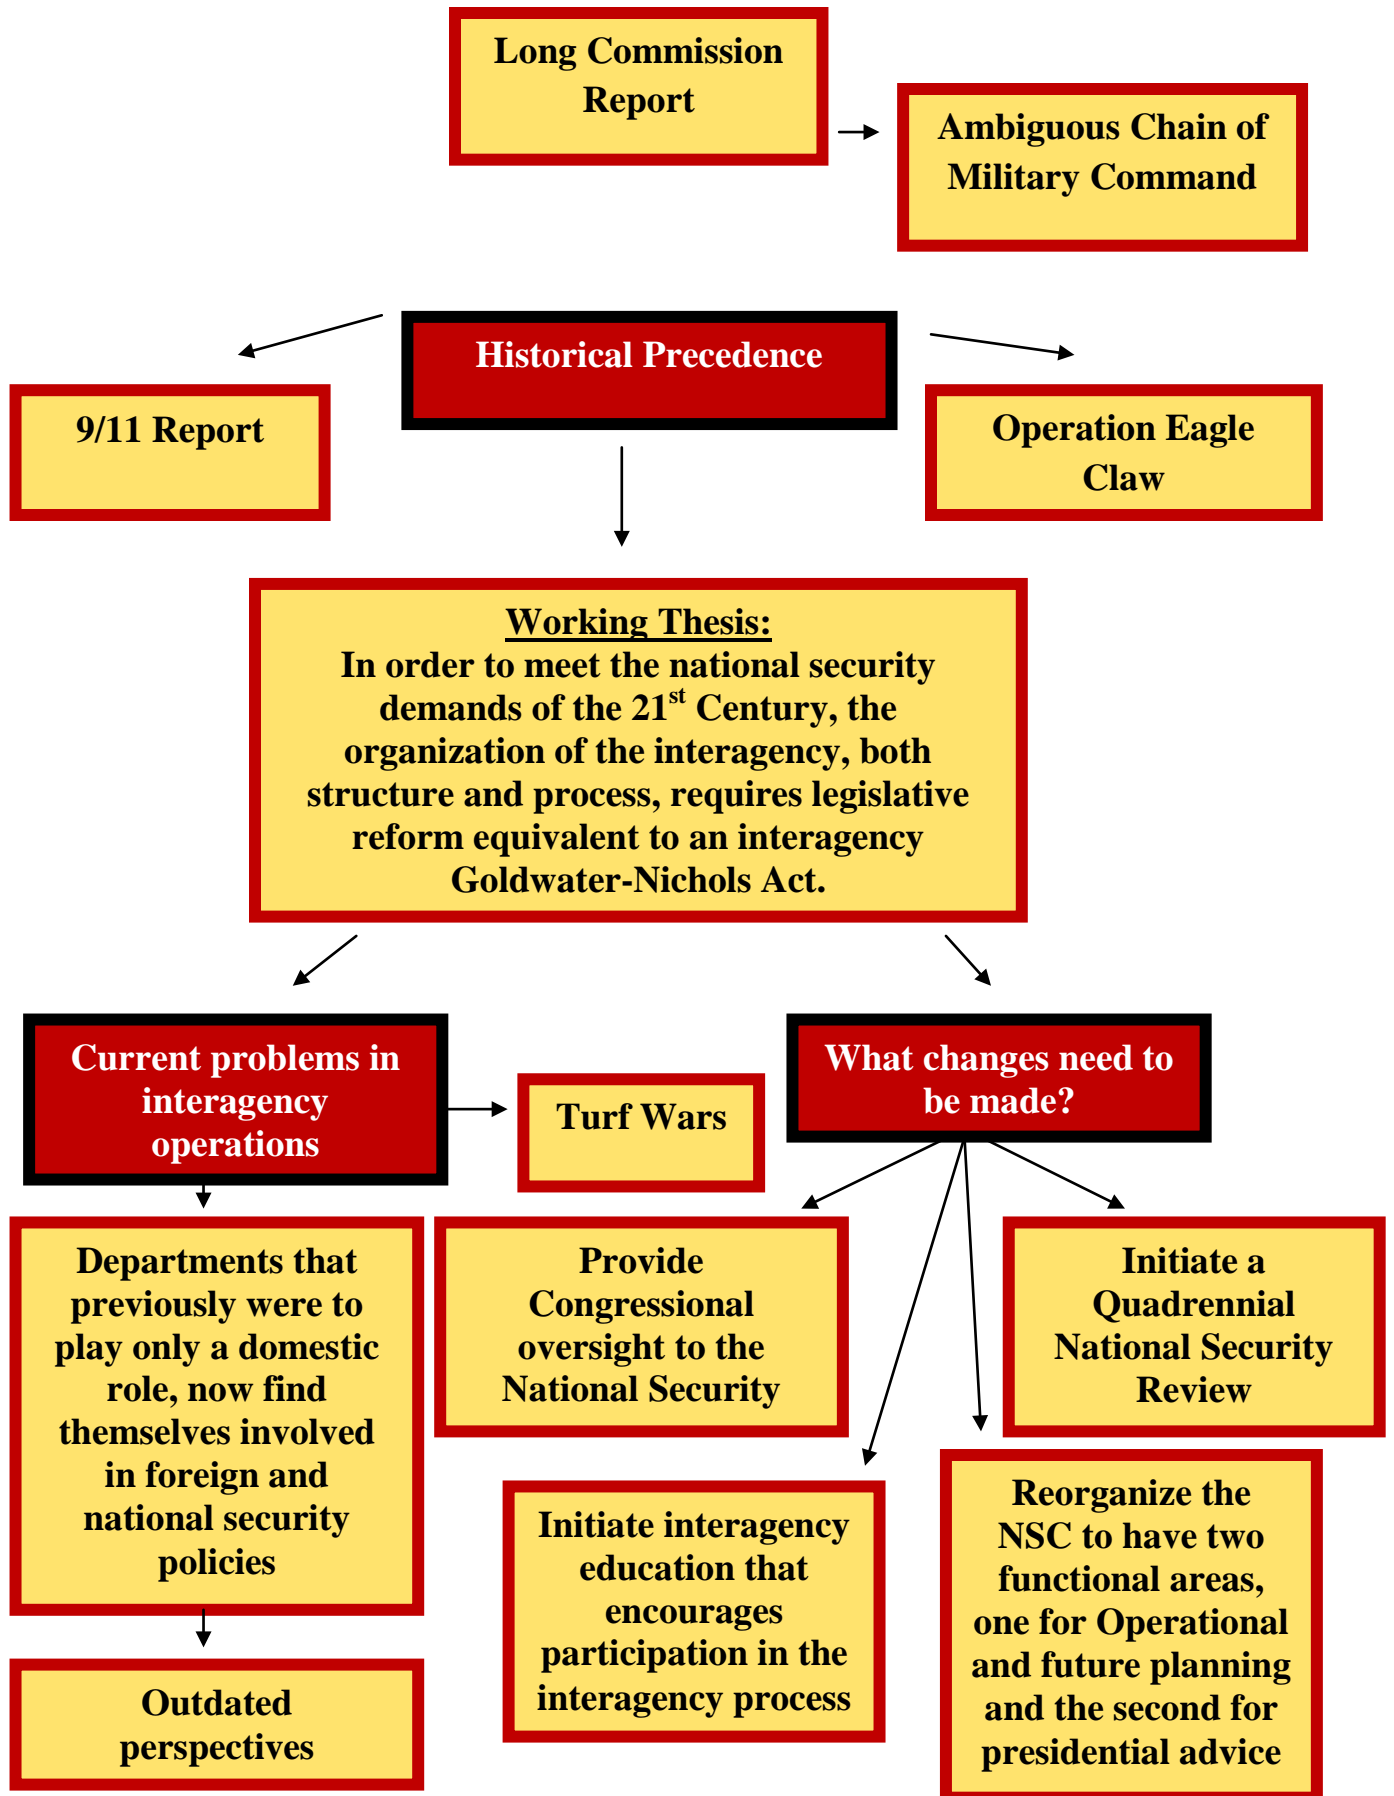 Long Commission
Report
Ambiguous Chain of
Military Command
Historical Precedence
9/11 Report
Operation Eagle
Claw
Working Thesis:
In order to meet the national security
demands of the 21st Century, the
organization of the interagency, both
structure and process, requires legislative
reform equivalent to an interagency
Goldwater-Nichols Act.
Current problems in
interagency
operations
Turf Wars
What changes need to
be made?
Departments that
previously were to
play only a domestic
role, now find
themselves involved
in foreign and
national security
policies
Provide
Congressional
oversight to the
National Security
Initiate a
Quadrennial
National Security
Review
Initiate interagency
education that
encourages
participation in the
interagency process
Reorganize the
NSC to have two
functional areas,
one for Operational
and future planning
and the second for
presidential advice
Outdated
perspectives